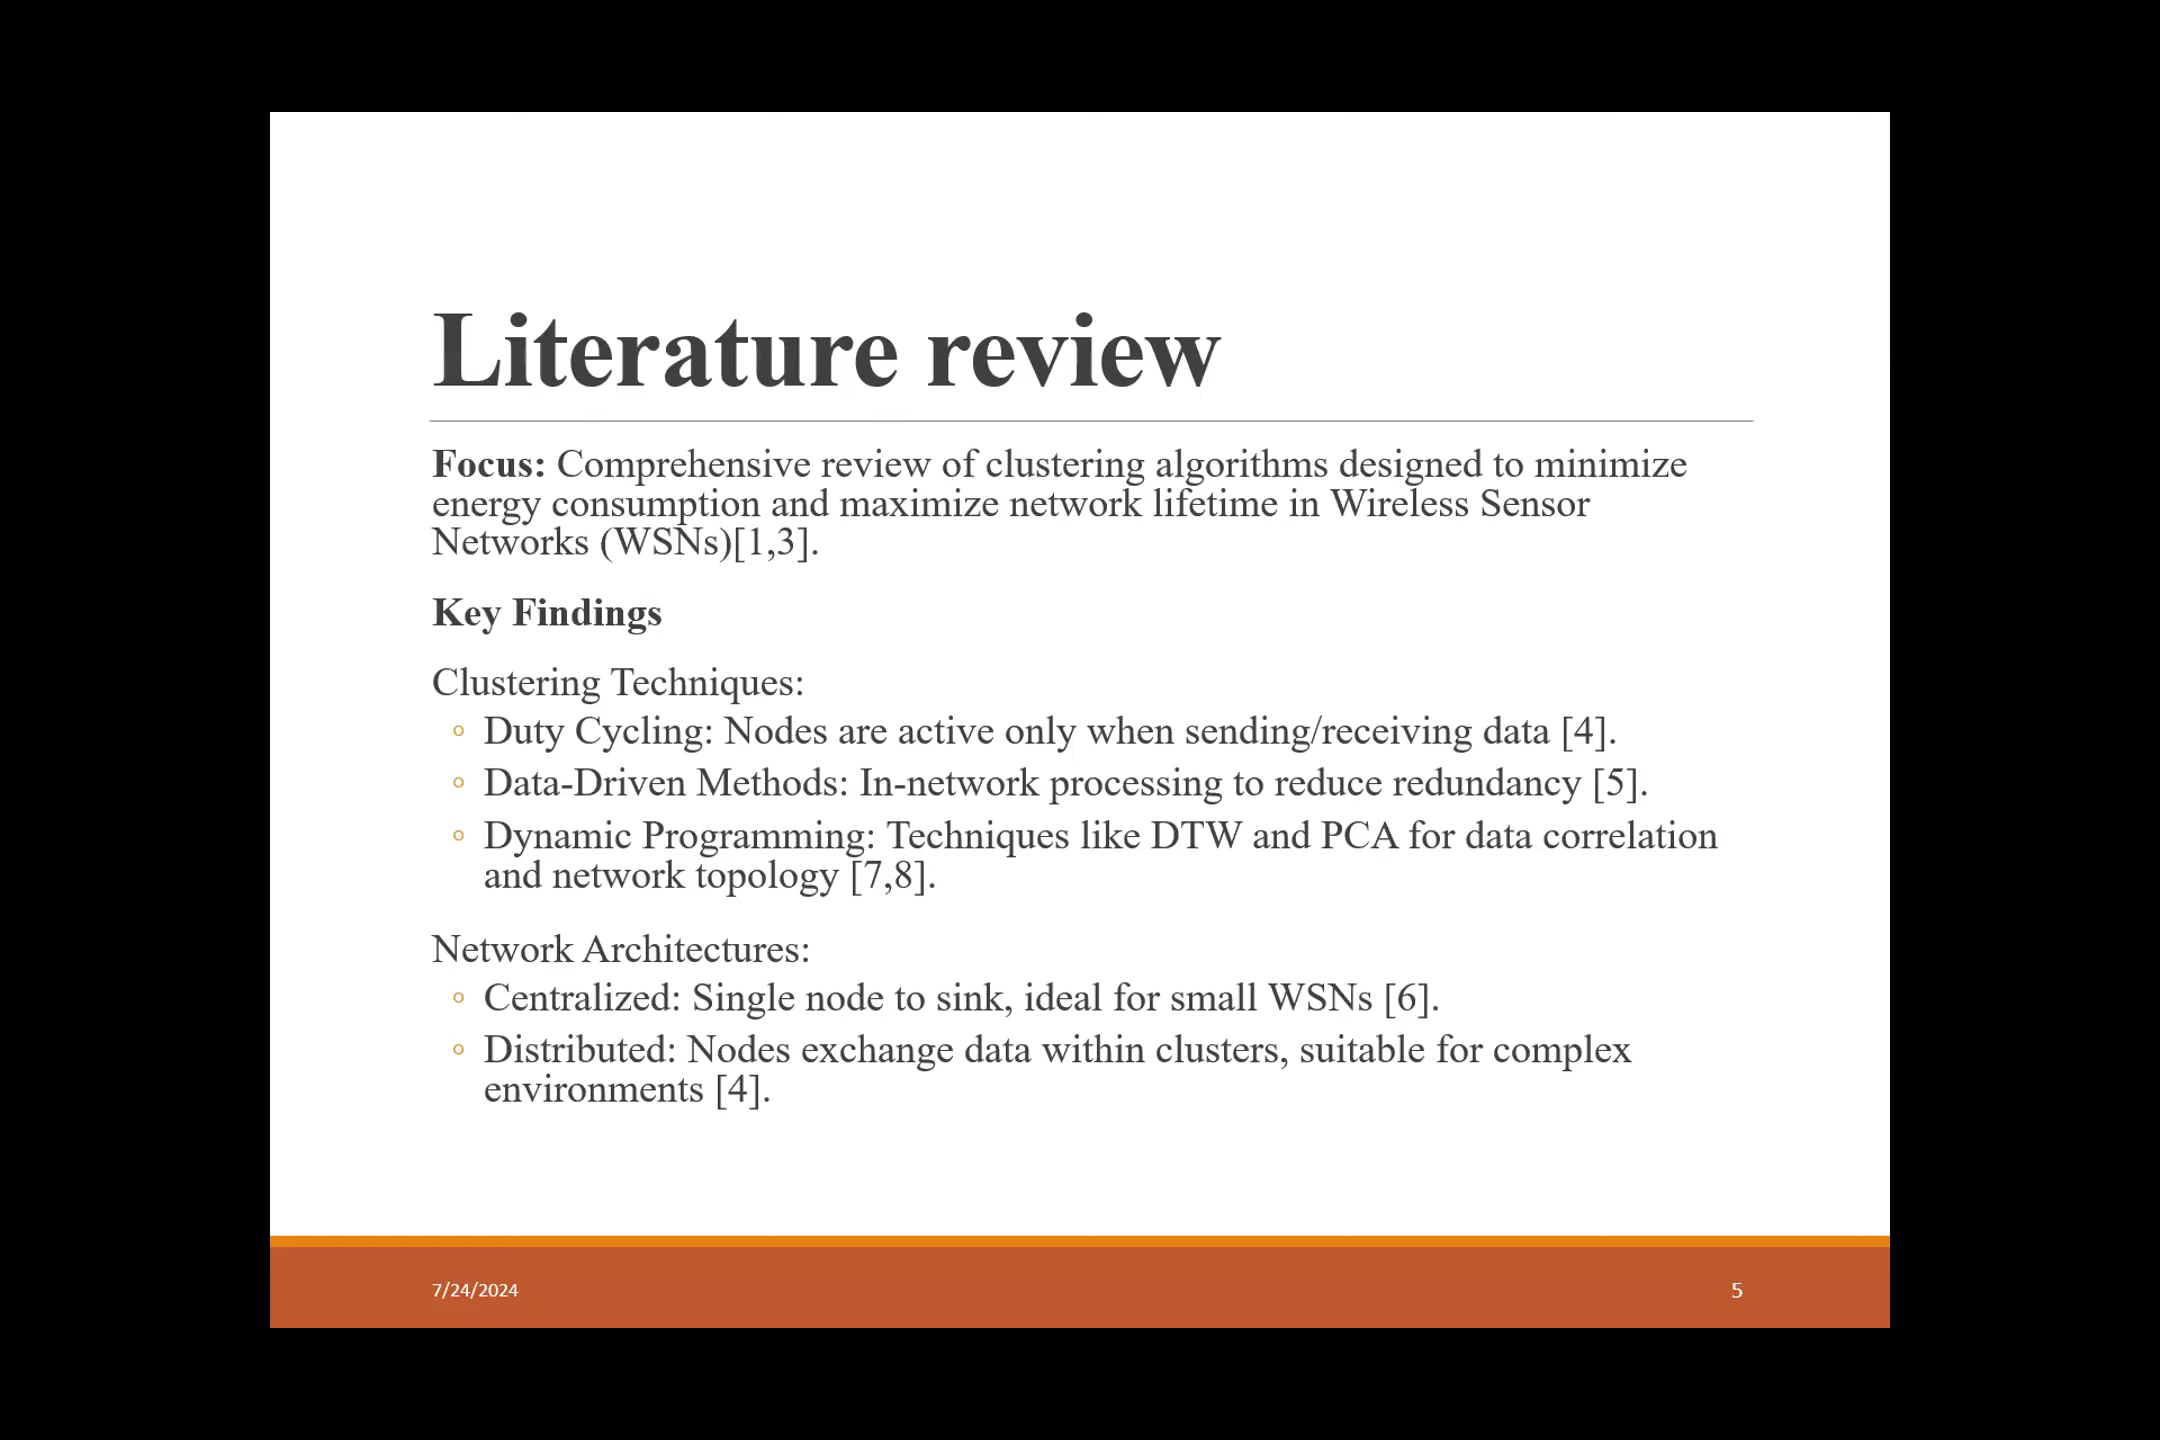 Literature review
Focus: Comprehensive review of clustering algorithms designed to minimize
energy consumption and maximize network lifetime in Wireless Sensor
Networks (WSNs)[1,3].
Key Findings
Clustering Techniques:
◦ Duty Cycling: Nodes are active only when sending/receiving data [4].
◦ Data-Driven Methods: In-network processing to reduce redundancy [5].
◦ Dynamic Programming: Techniques like DTW and PCA for data correlation
and network topology [7,8].
Network Architectures:
◦ Centralized: Single node to sink, ideal for small WSNs [6].
◦ Distributed: Nodes exchange data within clusters, suitable for complex
environments [4].
7/24/2024
5